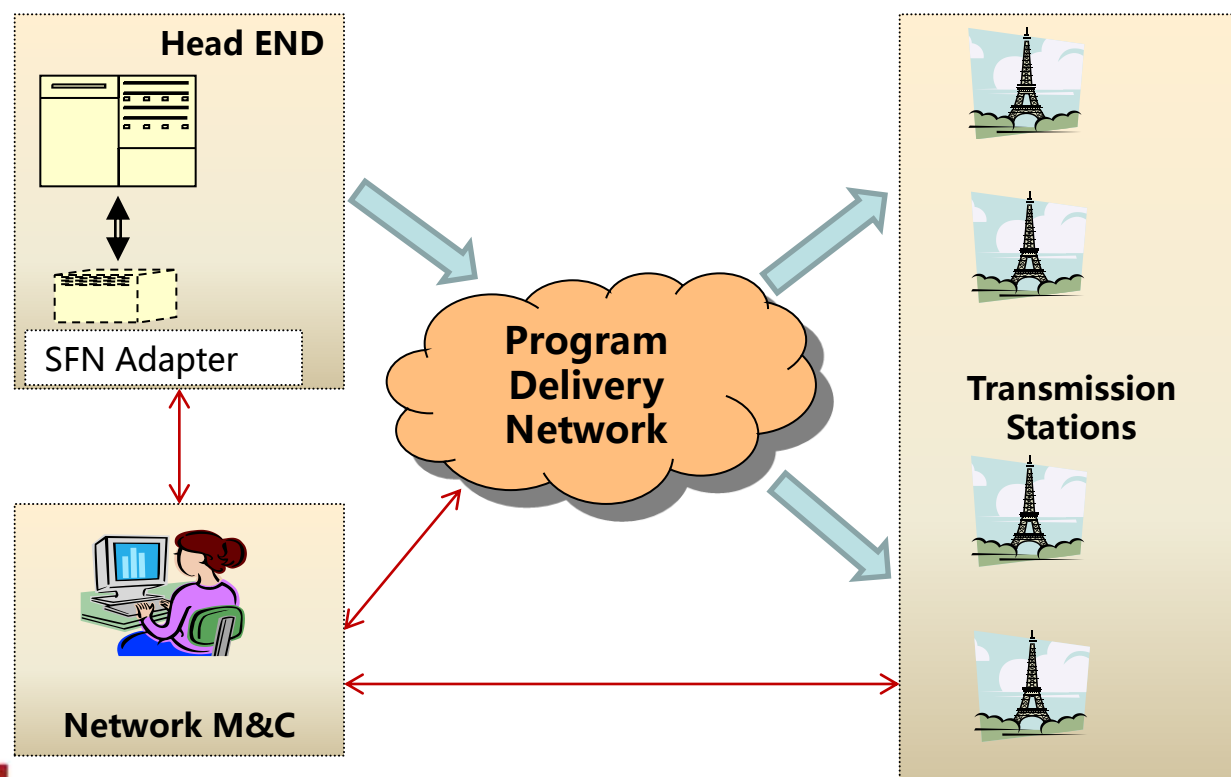 Head END
SFN Adapter
Program
Delivery
Network
Transmission
Stations
Network M&C